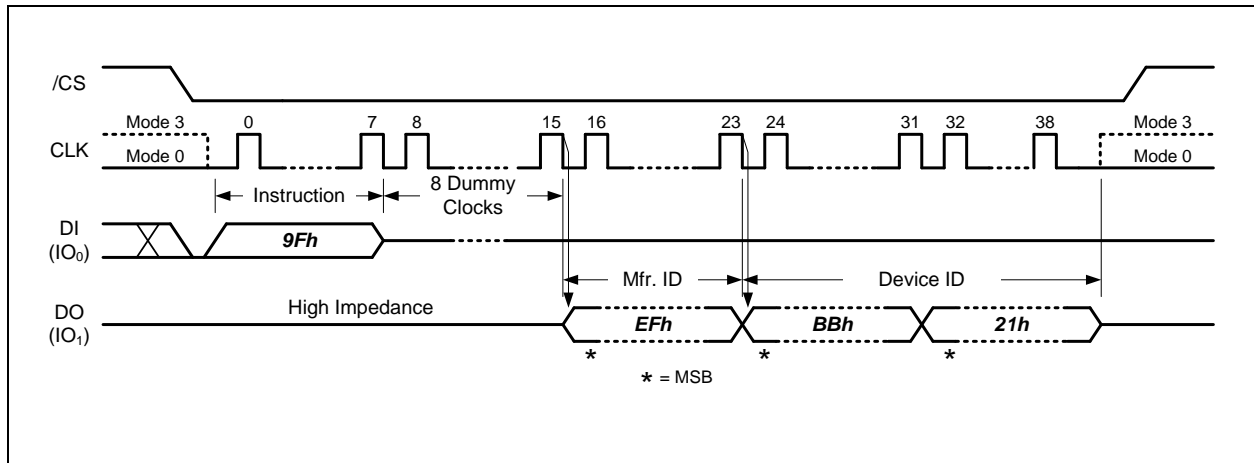 /CS
Mode 3 0 7 8 15 16 23 24 31 32 38 Mode 3
CLK
Mode 0 Mode 0
Instruction 8 Dummy
Clocks
DI
(IO₀)
9Fh
Mfr. ID Device ID
DO
(IO₁)
High Impedance
EFh BBh 21h
* * *
* = MSB